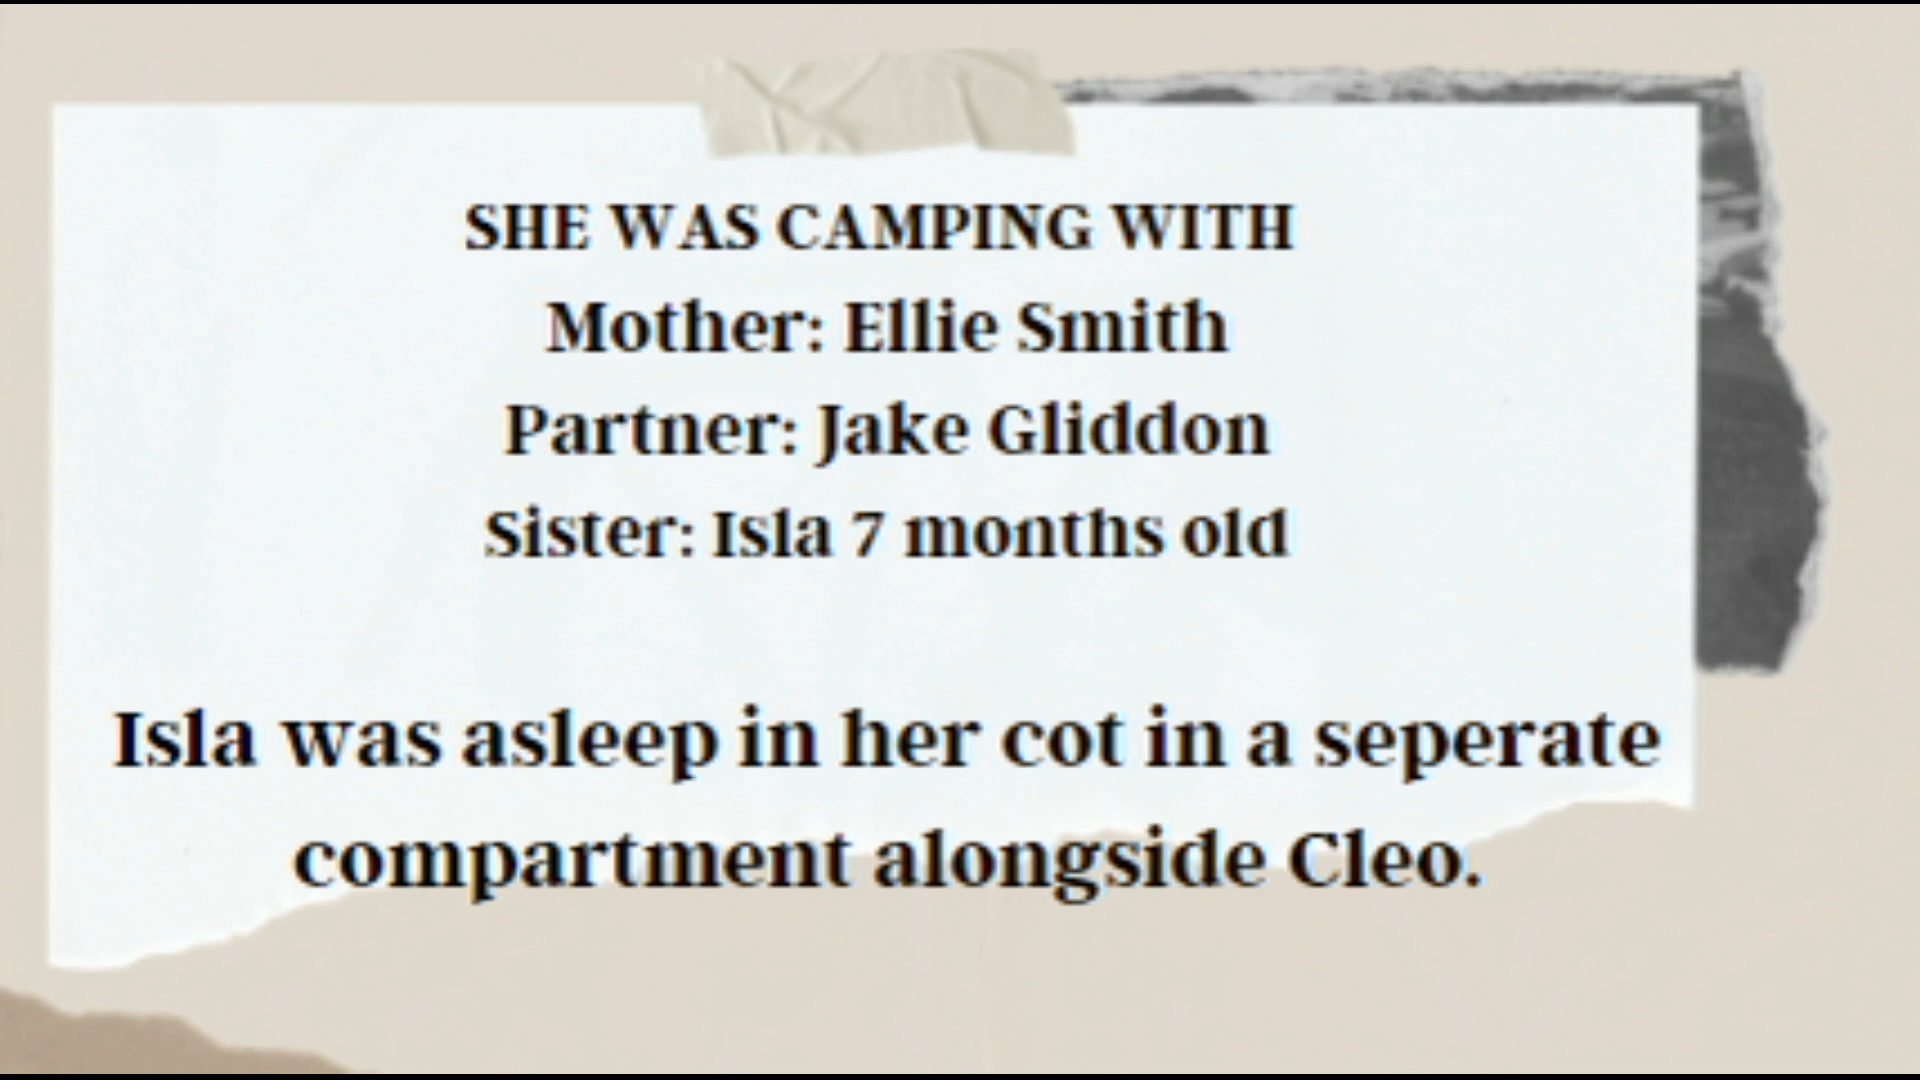 SHE WAS CAMPING WITH
Mother: Ellie Smith
Partner: Jake Gliddon
Sister: Isla 7 months old
Isla was asleep in her cot in a seperate
compartment alongside Cleo.